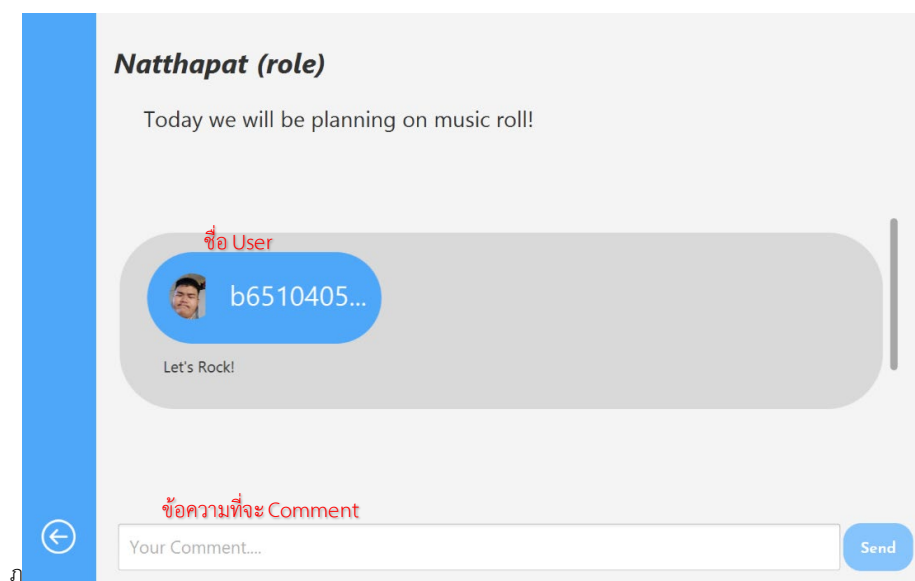 Natthapat (role)
Today we will be planning on music roll!
ชื่อ User
b6510405...
Let's Rock!
ข้อความที่จะ Comment
Your Comment....
Send
ภ